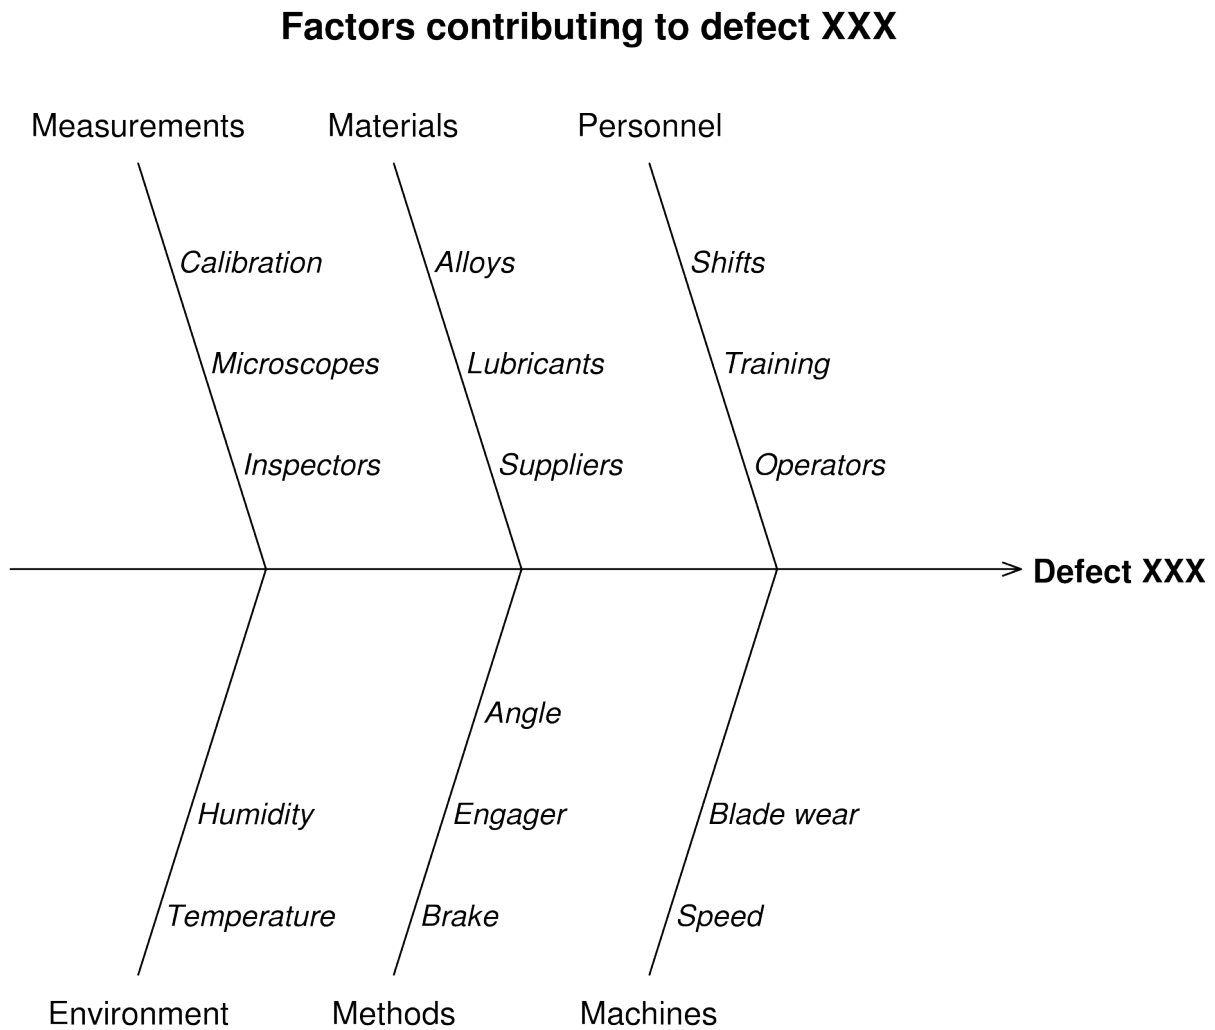 Factors contributing to defect XXX
Measurements
Materials
Personnel
Calibration
Alloys
Shifts
Microscopes
Lubricants
Training
Inspectors
Suppliers
Operators
Defect XXX
Angle
Humidity
Engager
Blade wear
Temperature
Brake
Speed
Environment
Methods
Machines